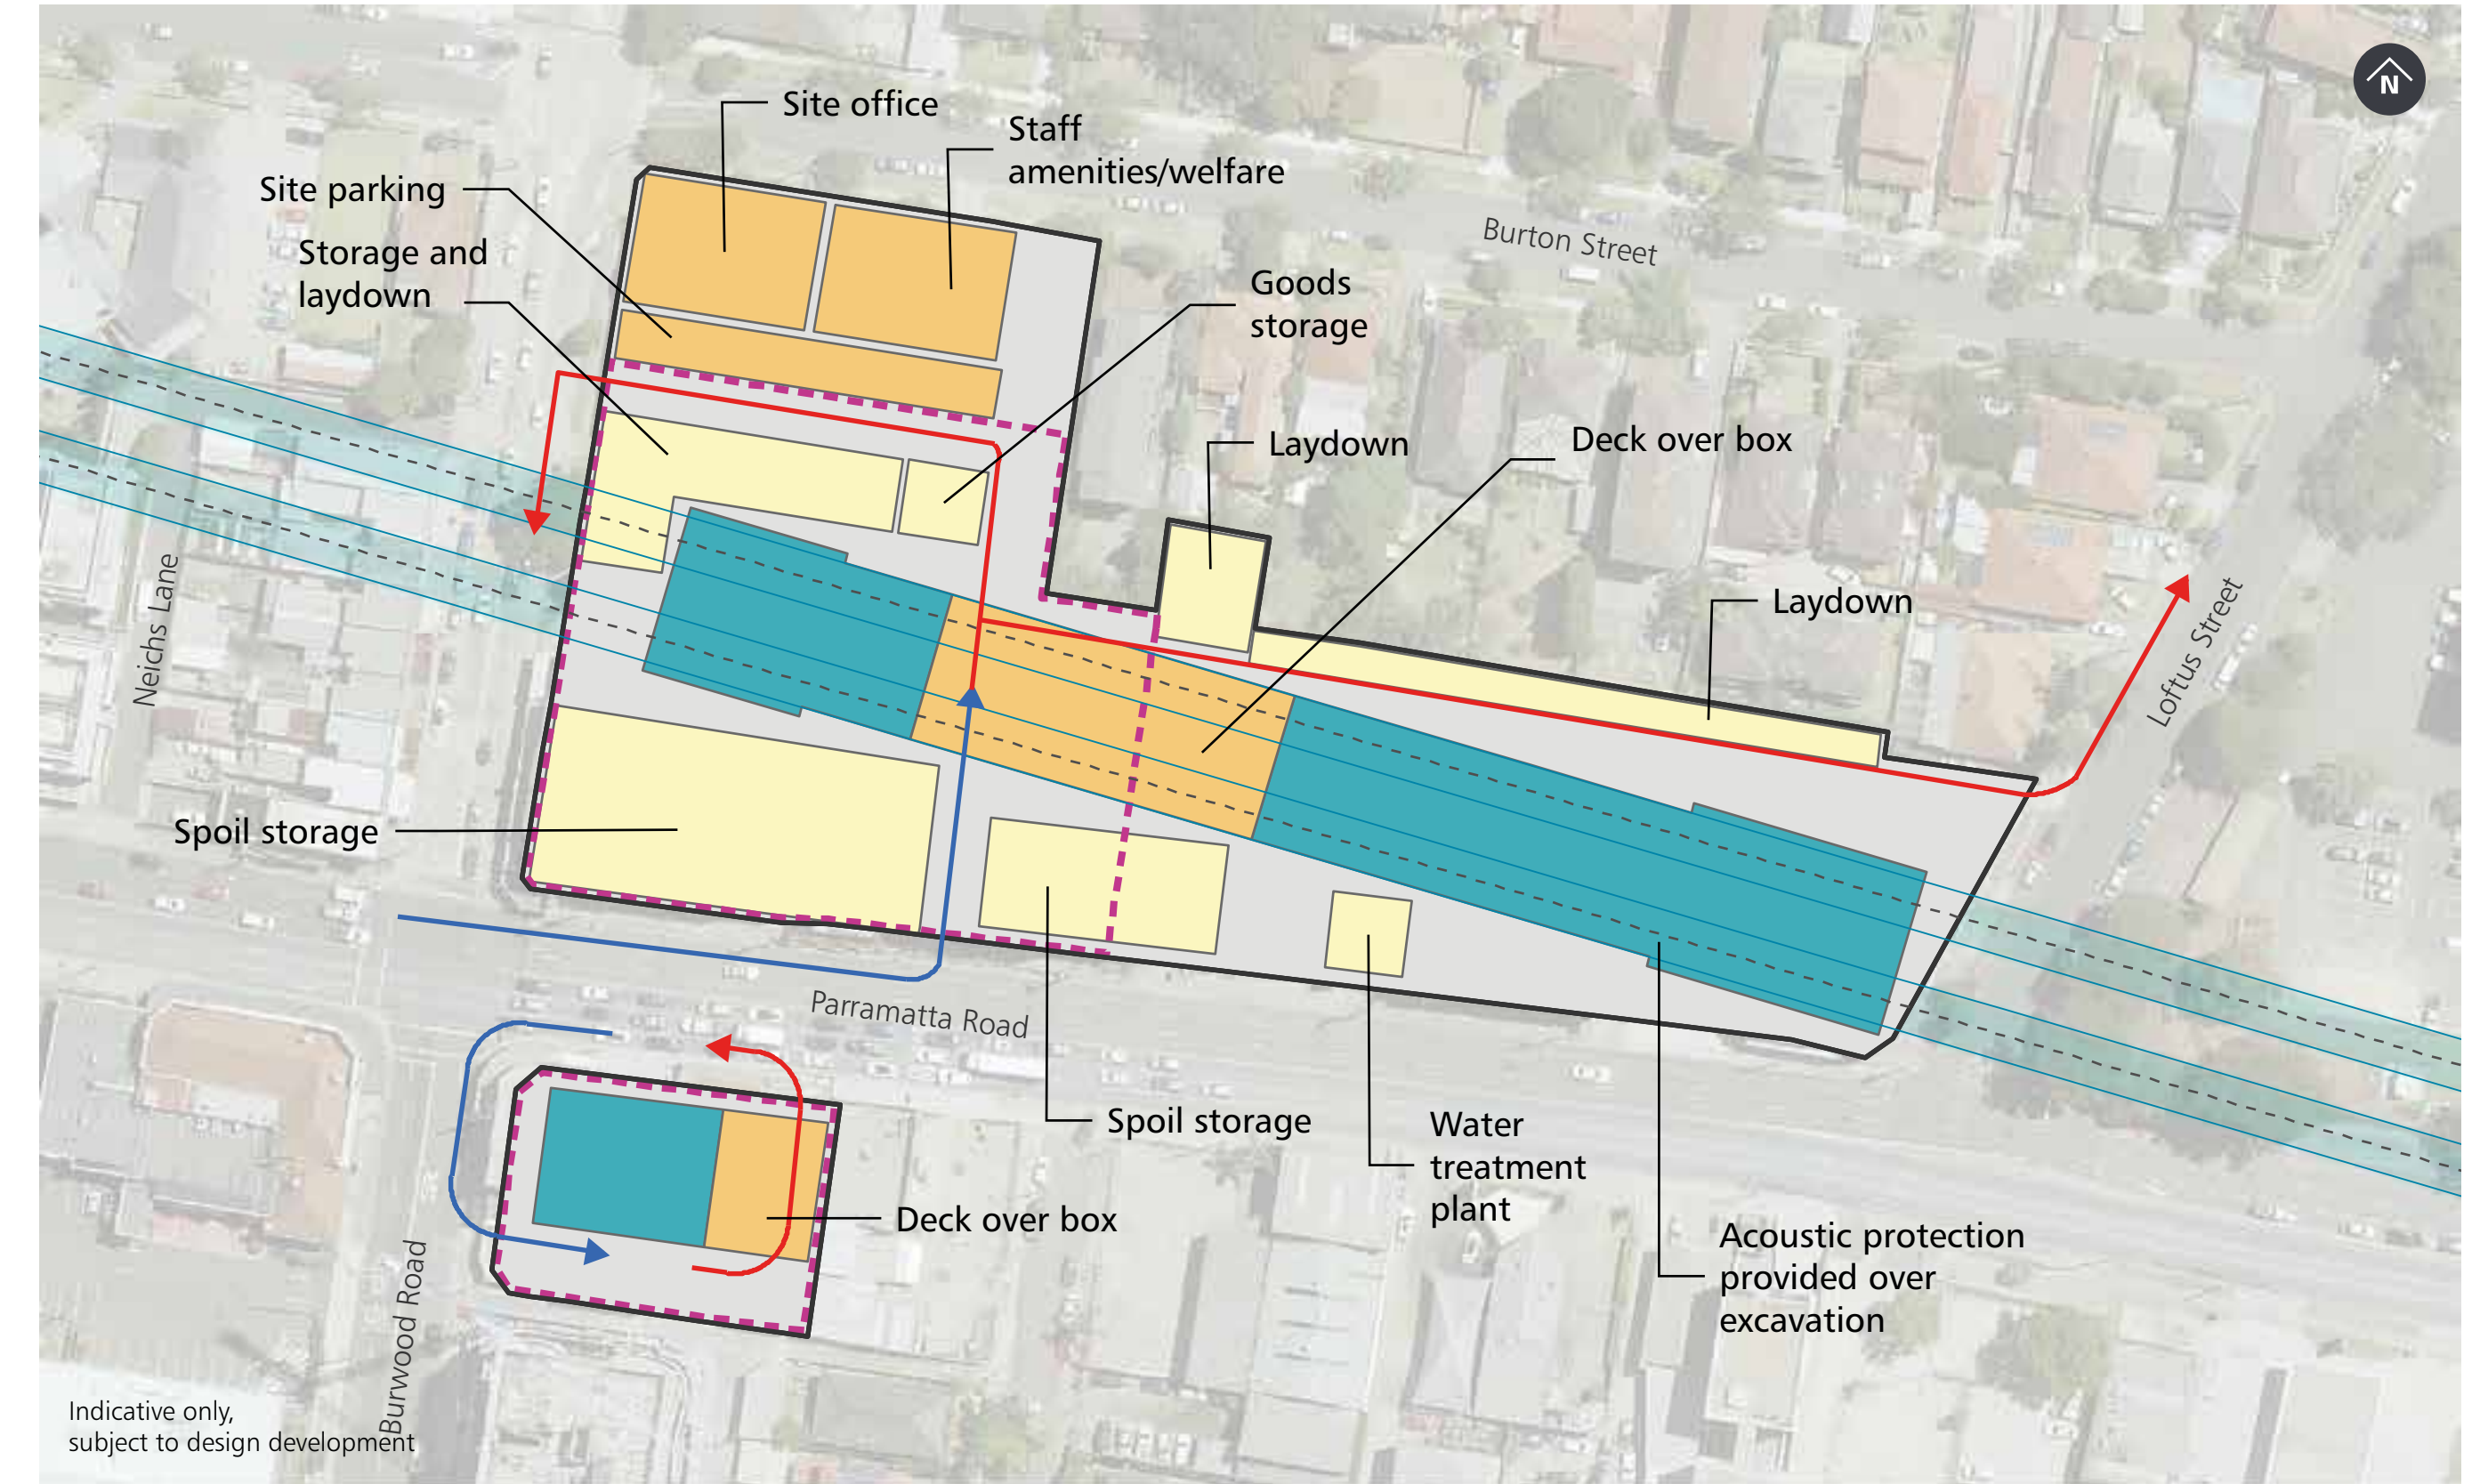 N
Site office
Staff
amenities/welfare
Site parking
Storage and
laydown
Burton Street
Goods
storage
Laydown
Deck over box
Laydown
Neichs Lane
Loftus Street
Spoil storage
Parramatta Road
Spoil storage
Water
treatment
plant
Deck over box
Acoustic protection
provided over
excavation
Burwood Road
Indicative only,
subject to design development